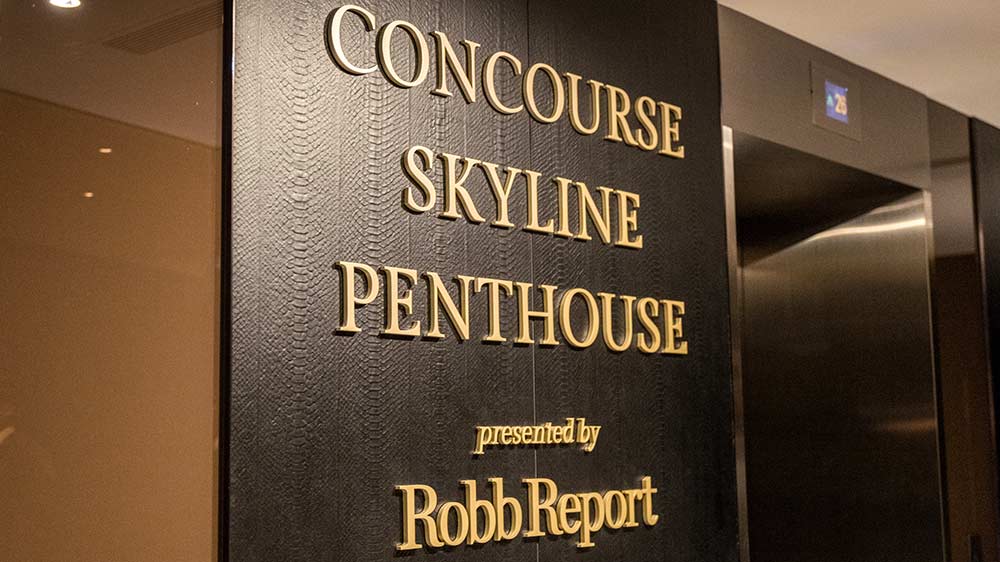 CONCOURSE
SKYLINE
PENTHOUSE
presented by
Robb Report